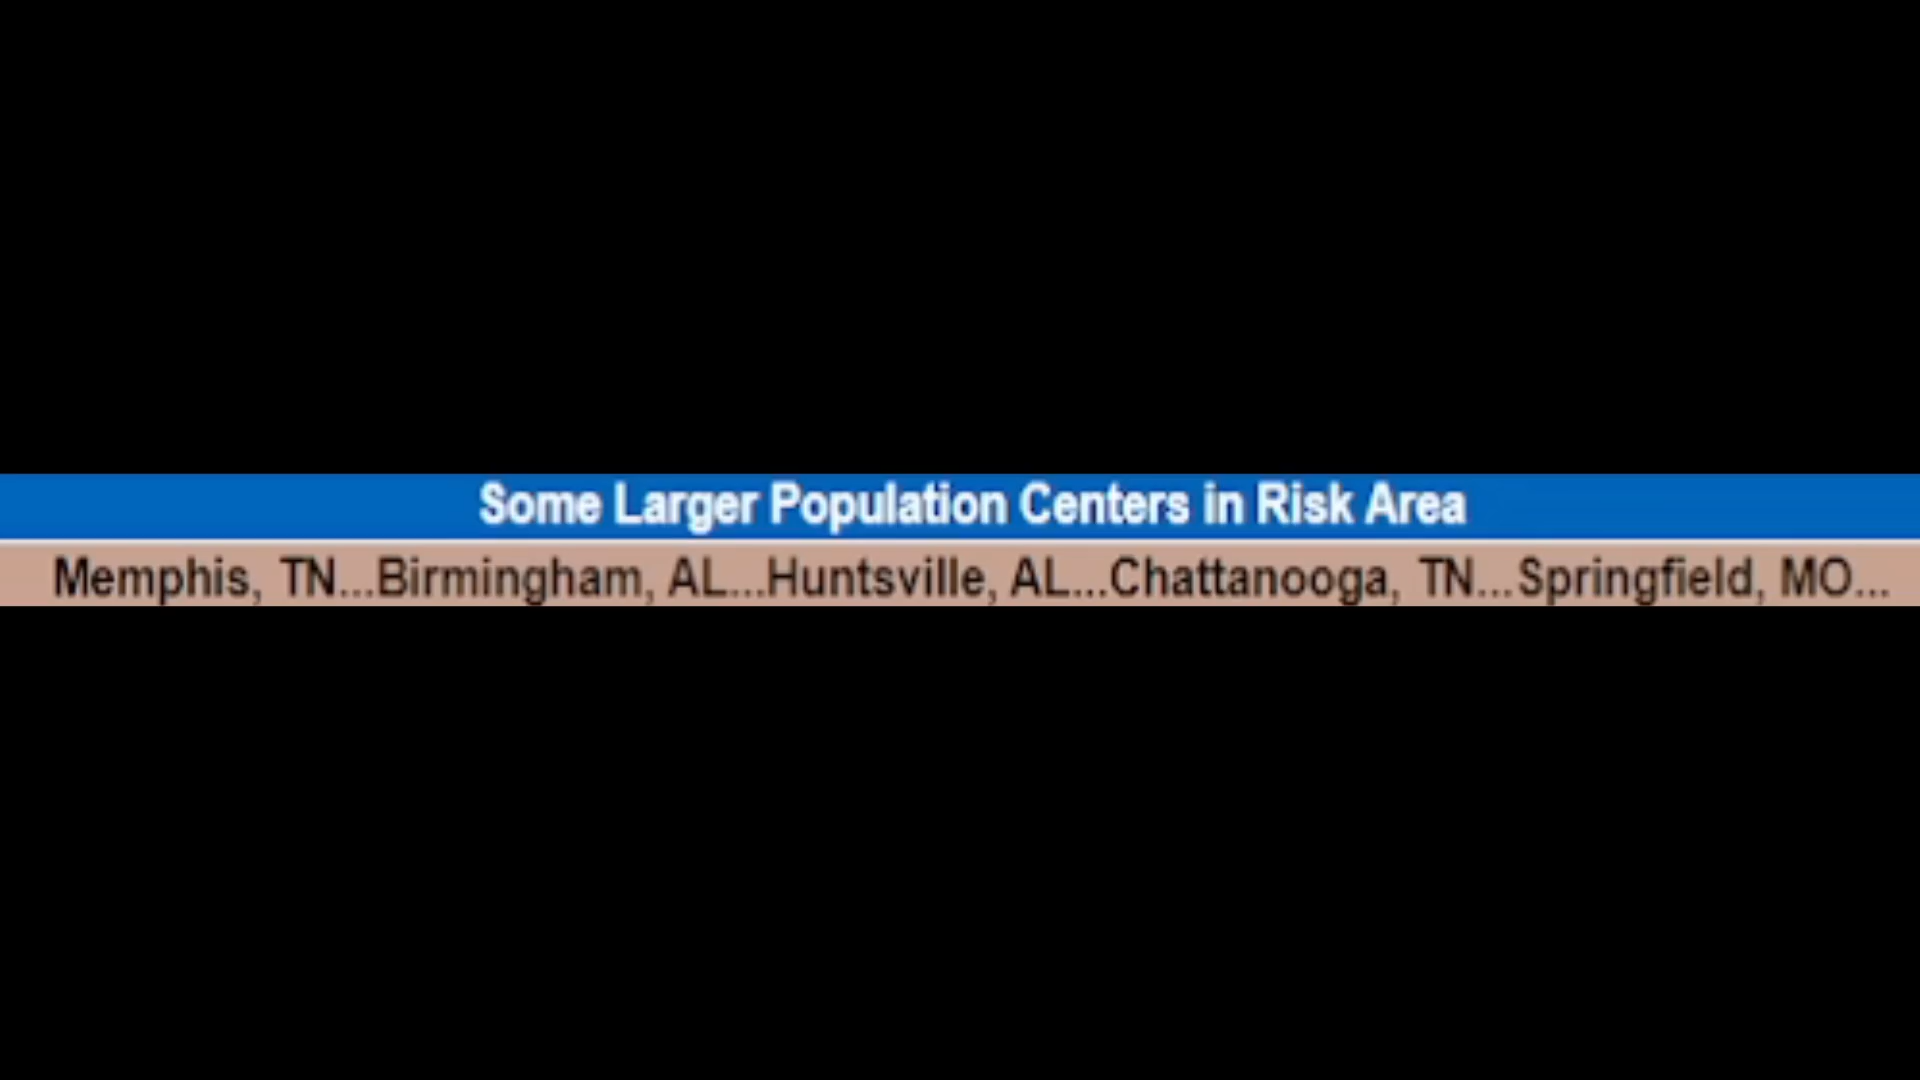 Some Larger Population Centers in Risk Area
Memphis, TN...Birmingham, AL...Huntsville, AL...Chattanooga, TN...Springfield, MO...